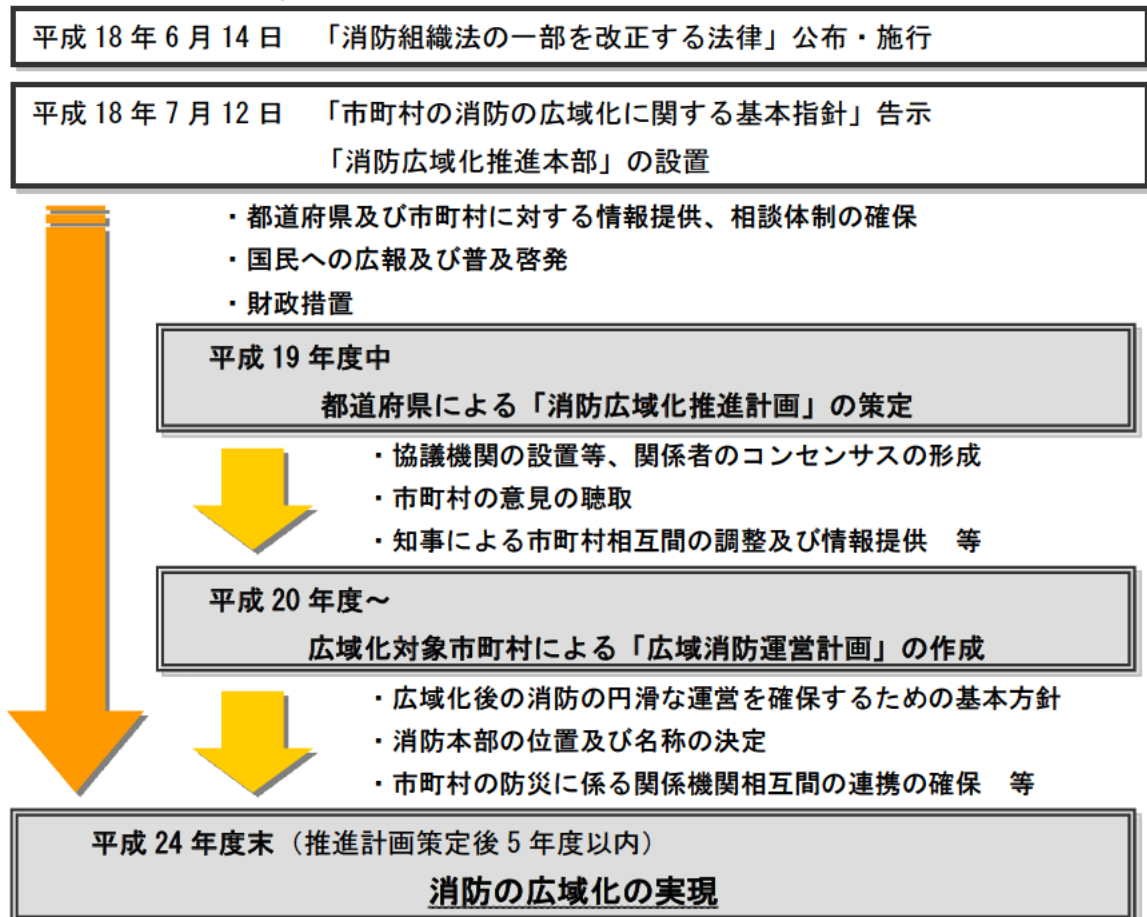 平成 18 年 6 月 14 日 「消防組織法の一部を改正する法律」公布・施行
平成 18 年 7 月 12 日 「市町村の消防の広域化に関する基本指針」告示
「消防広域化推進本部」の設置
・都道府県及び市町村に対する情報提供、相談体制の確保
・国民への広報及び普及啓発
・財政措置
平成 19 年度中
都道府県による「消防広域化推進計画」の策定
・協議機関の設置等、関係者のコンセンサスの形成
・市町村の意見の聴取
・知事による市町村相互間の調整及び情報提供 等
平成 20 年度～
広域化対象市町村による「広域消防運営計画」の作成
・広域化後の消防の円滑な運営を確保するための基本方針
・消防本部の位置及び名称の決定
・市町村の防災に係る関係機関相互間の連携の確保 等
平成 24 年度末（推進計画策定後 5 年度以内）
消防の広域化の実現